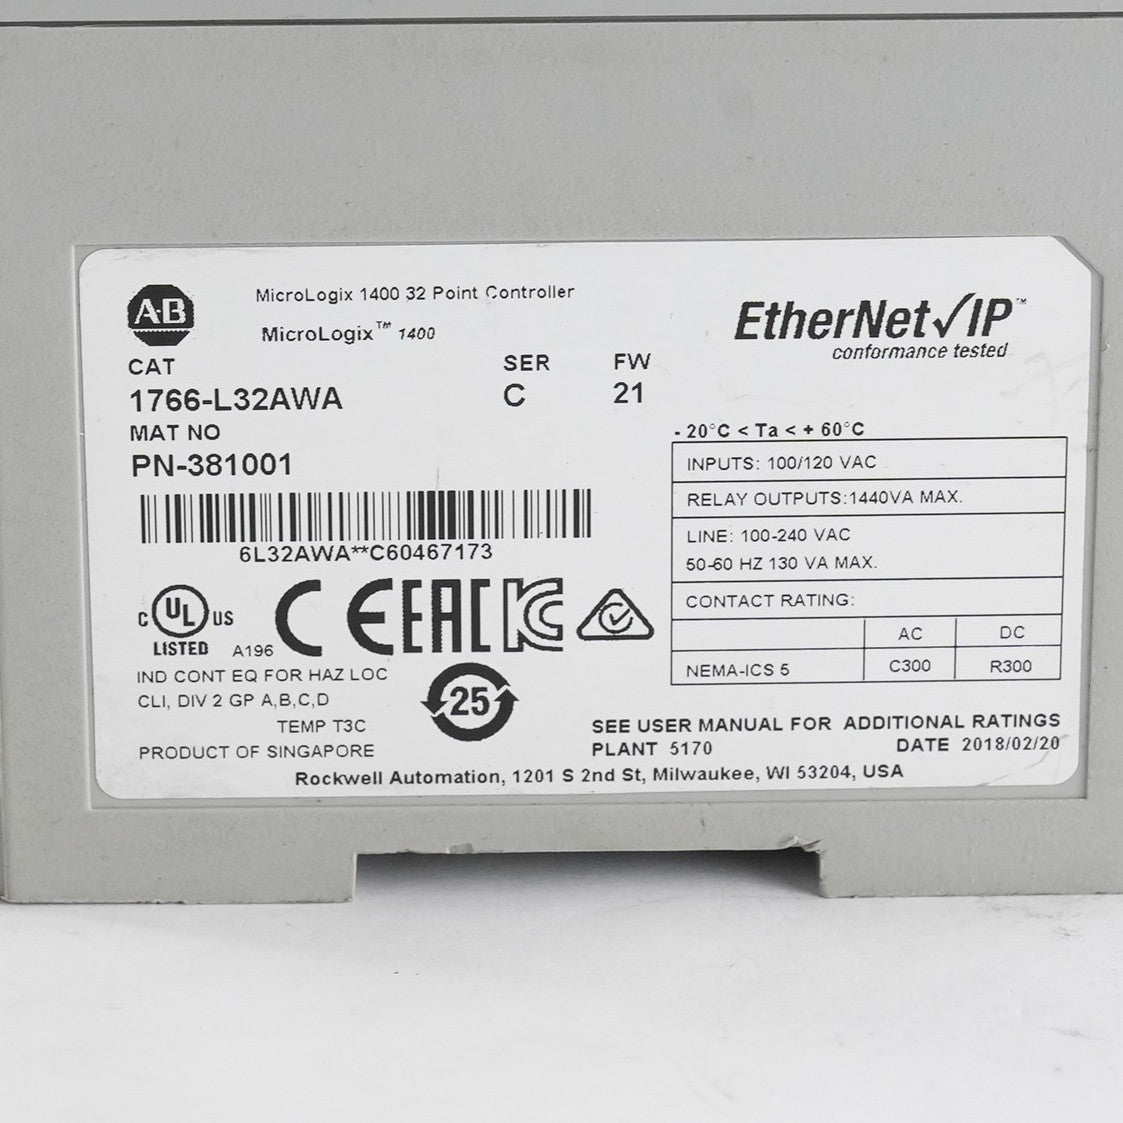 A-B
MicroLogix 1400 32 Point Controller
MicroLogix™ 1400
EtherNet/IP™
conformance tested
CAT SER FW
1766-L32AWA C 21
MAT NO
PN-381001
6L32AWA**C60467173
- 20°C < Ta < + 60°C
INPUTS: 100/120 VAC
RELAY OUTPUTS:1440VA MAX.
LINE: 100-240 VAC
50-60 HZ 130 VA MAX.
CONTACT RATING:
AC DC
NEMA-ICS 5 C300 R300
C UL US
LISTED A196
CE EAC KC
IND CONT EQ FOR HAZ LOC
CLI, DIV 2 GP A,B,C,D
TEMP T3C
25
PRODUCT OF SINGAPORE
SEE USER MANUAL FOR ADDITIONAL RATINGS
PLANT 5170 DATE 2018/02/20
Rockwell Automation, 1201 S 2nd St, Milwaukee, WI 53204, USA